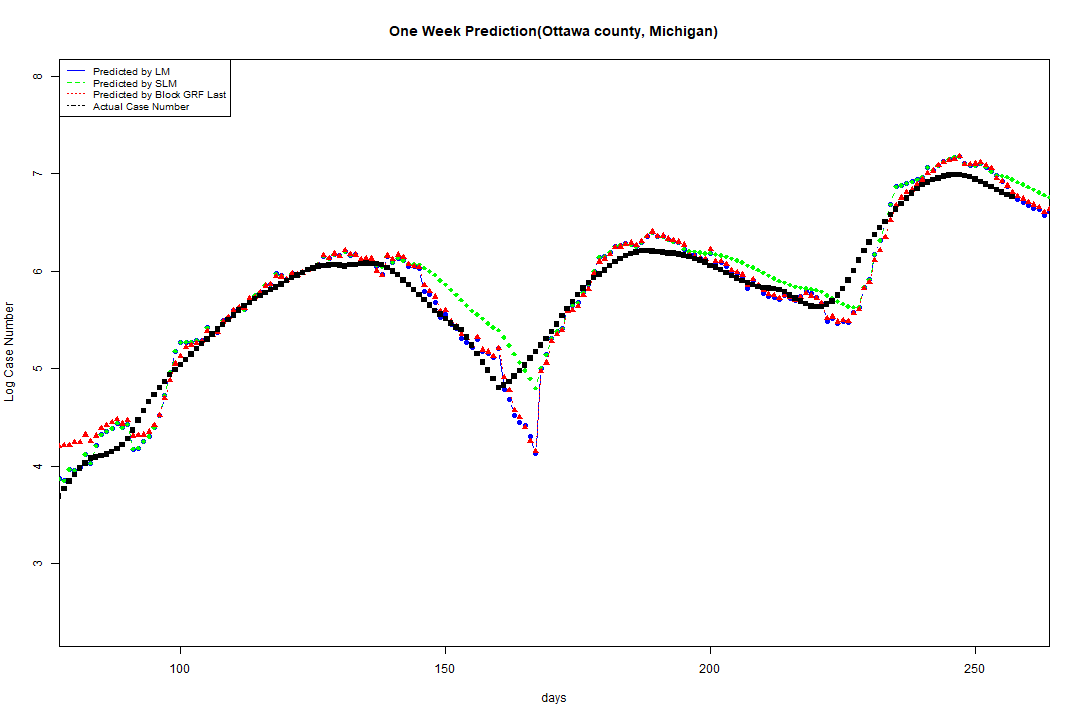 One Week Prediction(Ottawa county, Michigan)
Predicted by LM
Predicted by SLM
Predicted by Block GRF Last
Actual Case Number
8
7
6
5
4
3
Log Case Number
100 150 200 250
days